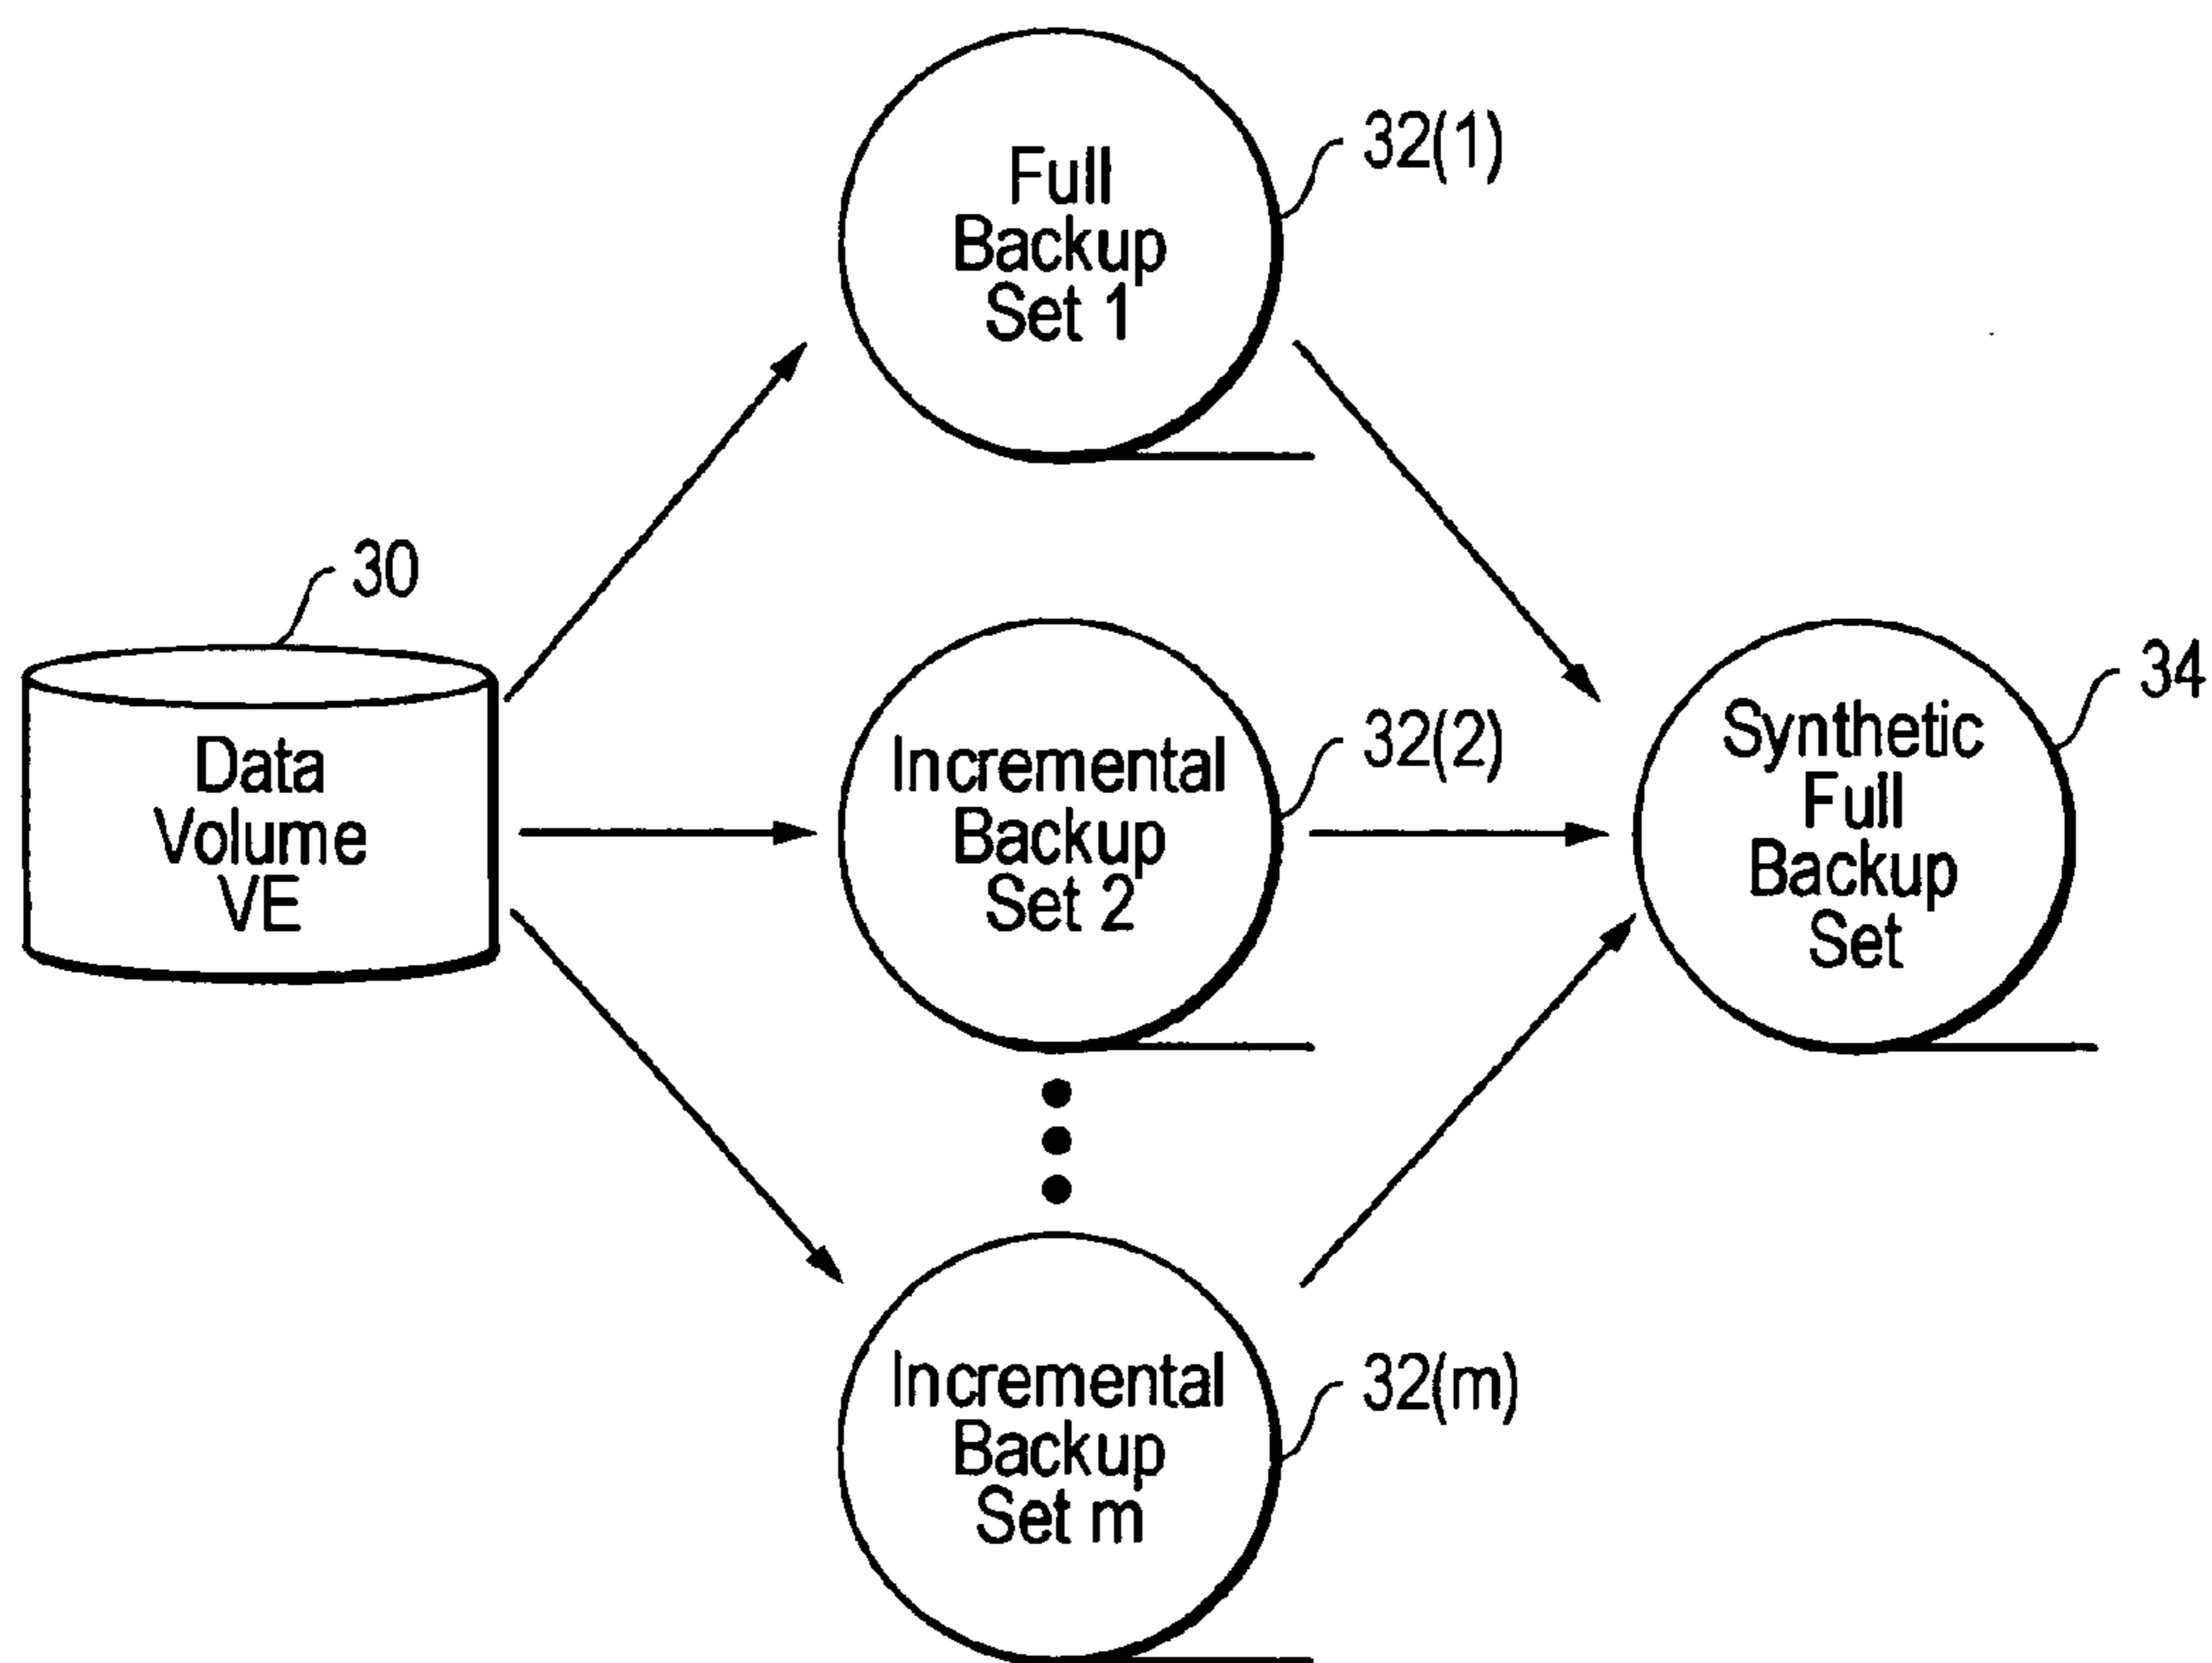 Full
Backup
Set 1
32(1)
30
Data
Volume
VE
Incremental
Backup
Set 2
32(2)
Synthetic
Full
Backup
Set
34
Incremental
Backup
Set m
32(m)